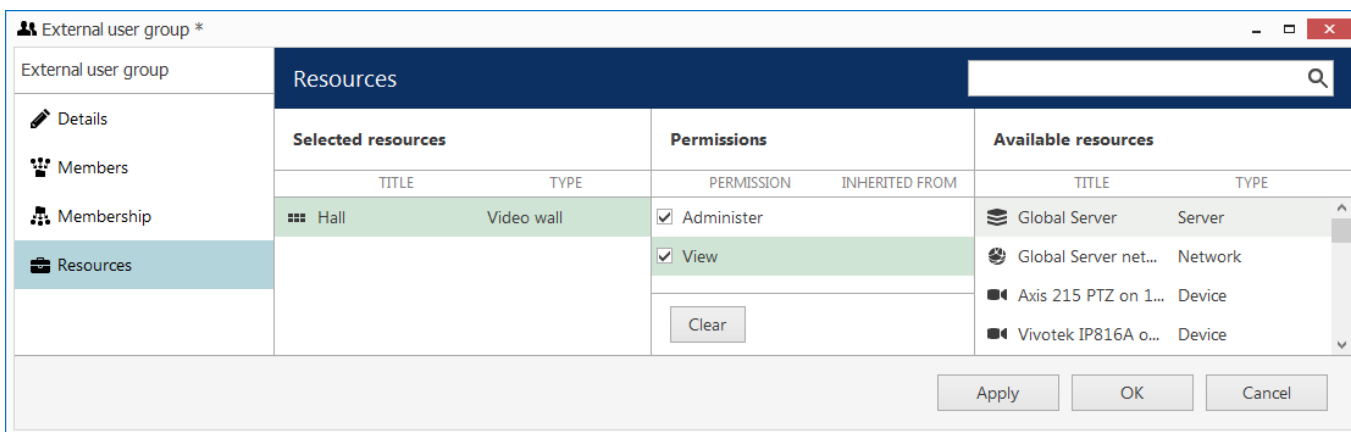 External user group *
External user group
Resources
Details
Members
Membership
Resources
Selected resources
Permissions
Available resources
TITLE TYPE
PERMISSION INHERITED FROM
TITLE TYPE
Hall Video wall
Administer
View
Clear
Global Server Server
Global Server net... Network
Axis 215 PTZ on 1... Device
Vivotek IP816A o... Device
Apply OK Cancel